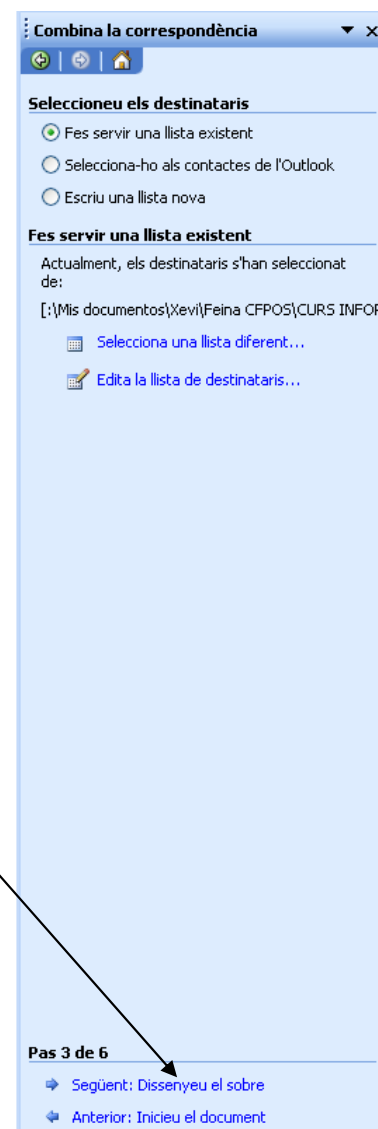 Combina la correspondència
Seleccioneu els destinataris
Fes servir una llista existent
Selecciona-ho als contactes de l'Outlook
Escriu una llista nova
Fes servir una llista existent
Actualment, els destinataris s'han seleccionat
de:
[:\Mis documentos\Xevi\Feina CFPOS\CURS INFOR
Selecciona una llista diferent...
Edita la llista de destinataris...
Pas 3 de 6
Següent: Dissenyeu el sobre
Anterior: Inicieu el document